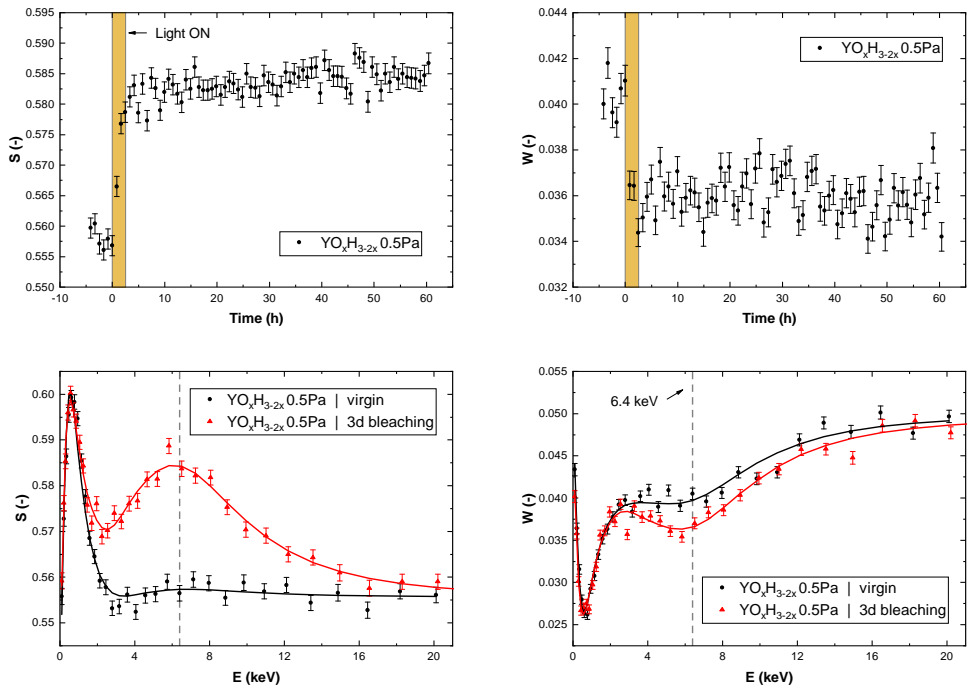 0.595
0.590
0.585
0.580
0.575
0.570
0.565
0.560
0.555
0.550
S (-)
Light ON
YOₓH₃₋₂ₓ 0.5Pa
-10 0 10 20 30 40 50 60
Time (h)
0.044
0.042
0.040
0.038
0.036
0.034
0.032
W (-)
YOₓH₃₋₂ₓ 0.5Pa
-10 0 10 20 30 40 50 60
Time (h)
0.60
0.59
0.58
0.57
0.56
0.55
S (-)
YOₓH₃₋₂ₓ 0.5Pa | virgin
YOₓH₃₋₂ₓ 0.5Pa | 3d bleaching
0 4 8 12 16 20
E (keV)
0.050
0.045
0.040
0.035
0.030
0.025
W (-)
6.4 keV
YOₓH₃₋₂ₓ 0.5Pa | virgin
YOₓH₃₋₂ₓ 0.5Pa | 3d bleaching
0 4 8 12 16 20
E (keV)